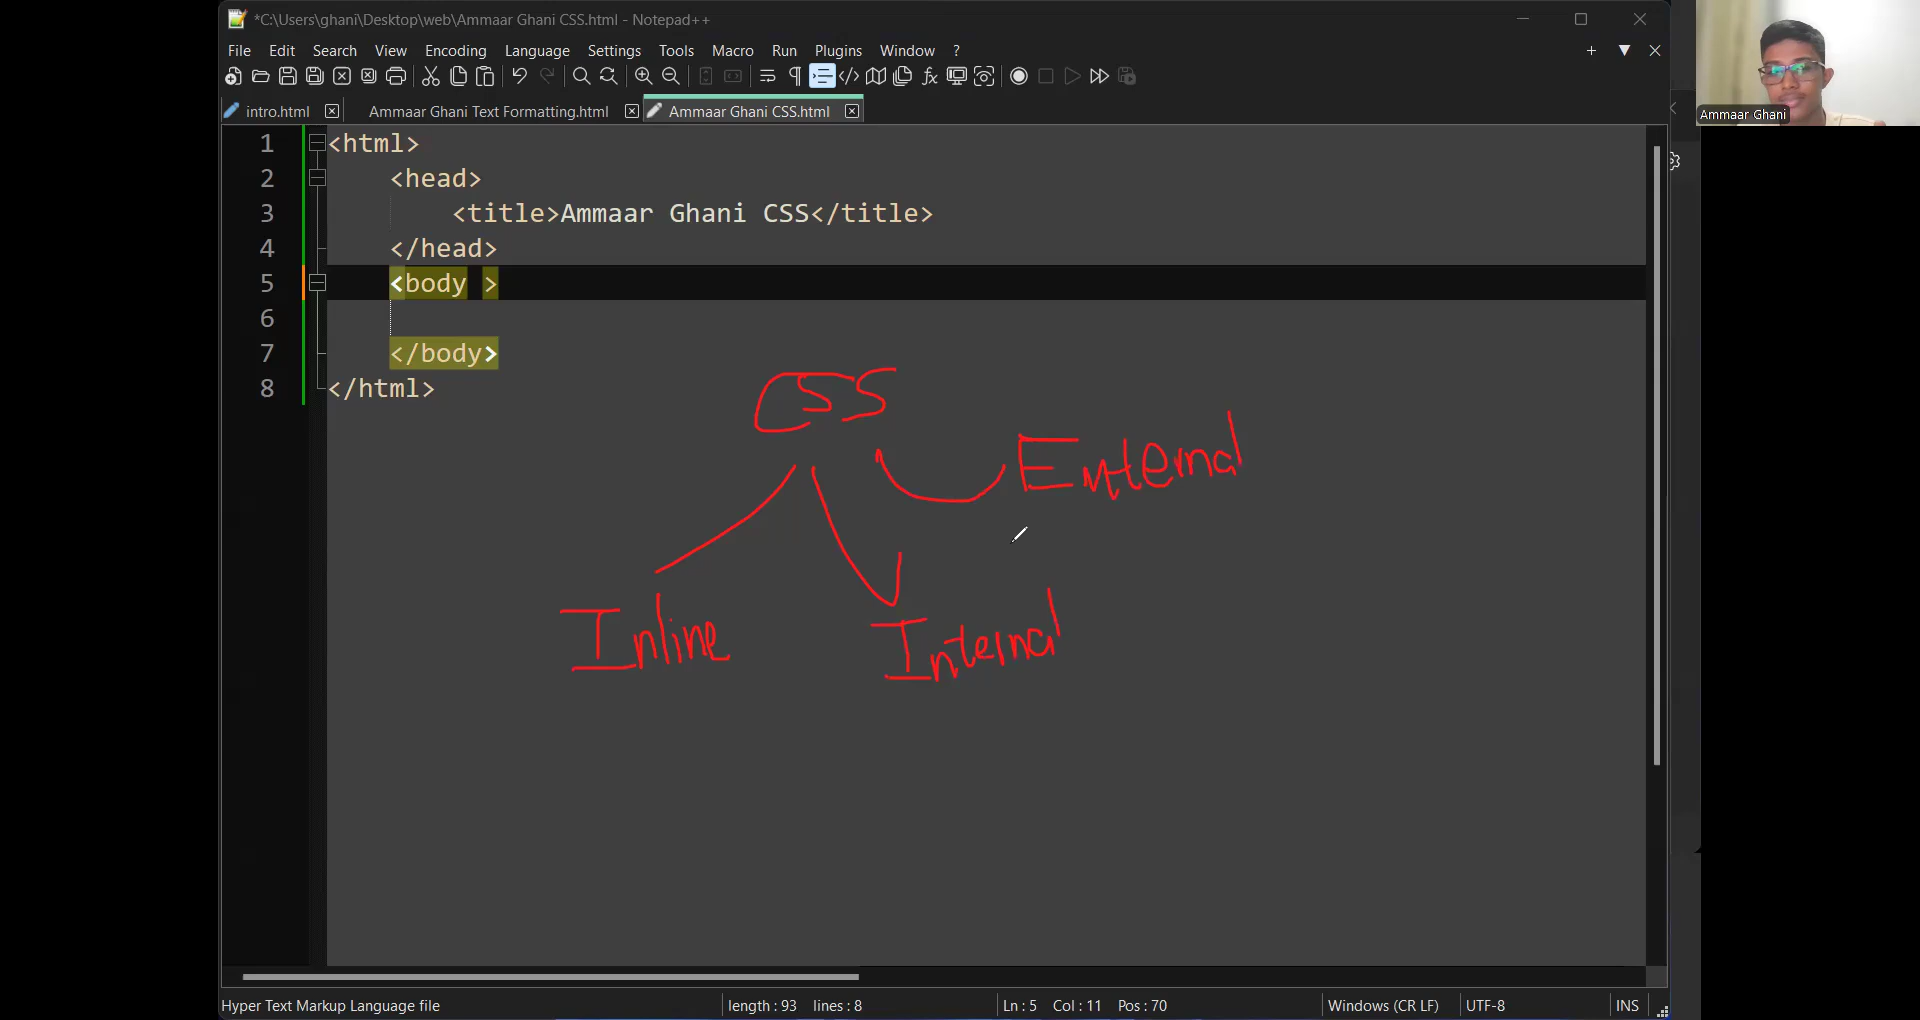 *C:\Users\ghani\Desktop\web\Ammaar Ghani CSS.html - Notepad++
File Edit Search View Encoding Language Settings Tools Macro Run Plugins Window ?
intro.html Ammaar Ghani Text Formatting.html Ammaar Ghani CSS.html
Ammaar Ghani
1 <html>
2 <head>
3 <title>Ammaar Ghani CSS</title>
4 </head>
5 <body >
6
7 </body>
8 </html>
CSS
External
Inline Internal
Hyper Text Markup Language file length : 93 lines : 8 Ln : 5 Col : 11 Pos : 70 Windows (CR LF) UTF-8 INS